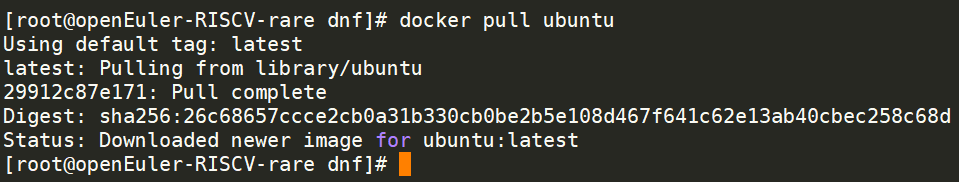 [root@openEuler-RISCV-rare dnf]# docker pull ubuntu
Using default tag: latest
latest: Pulling from library/ubuntu
29912c87e171: Pull complete
Digest: sha256:26c68657ccce2cb0a31b330cb0be2b5e108d467f641c62e13ab40cbec258c68d
Status: Downloaded newer image for ubuntu:latest
[root@openEuler-RISCV-rare dnf]#